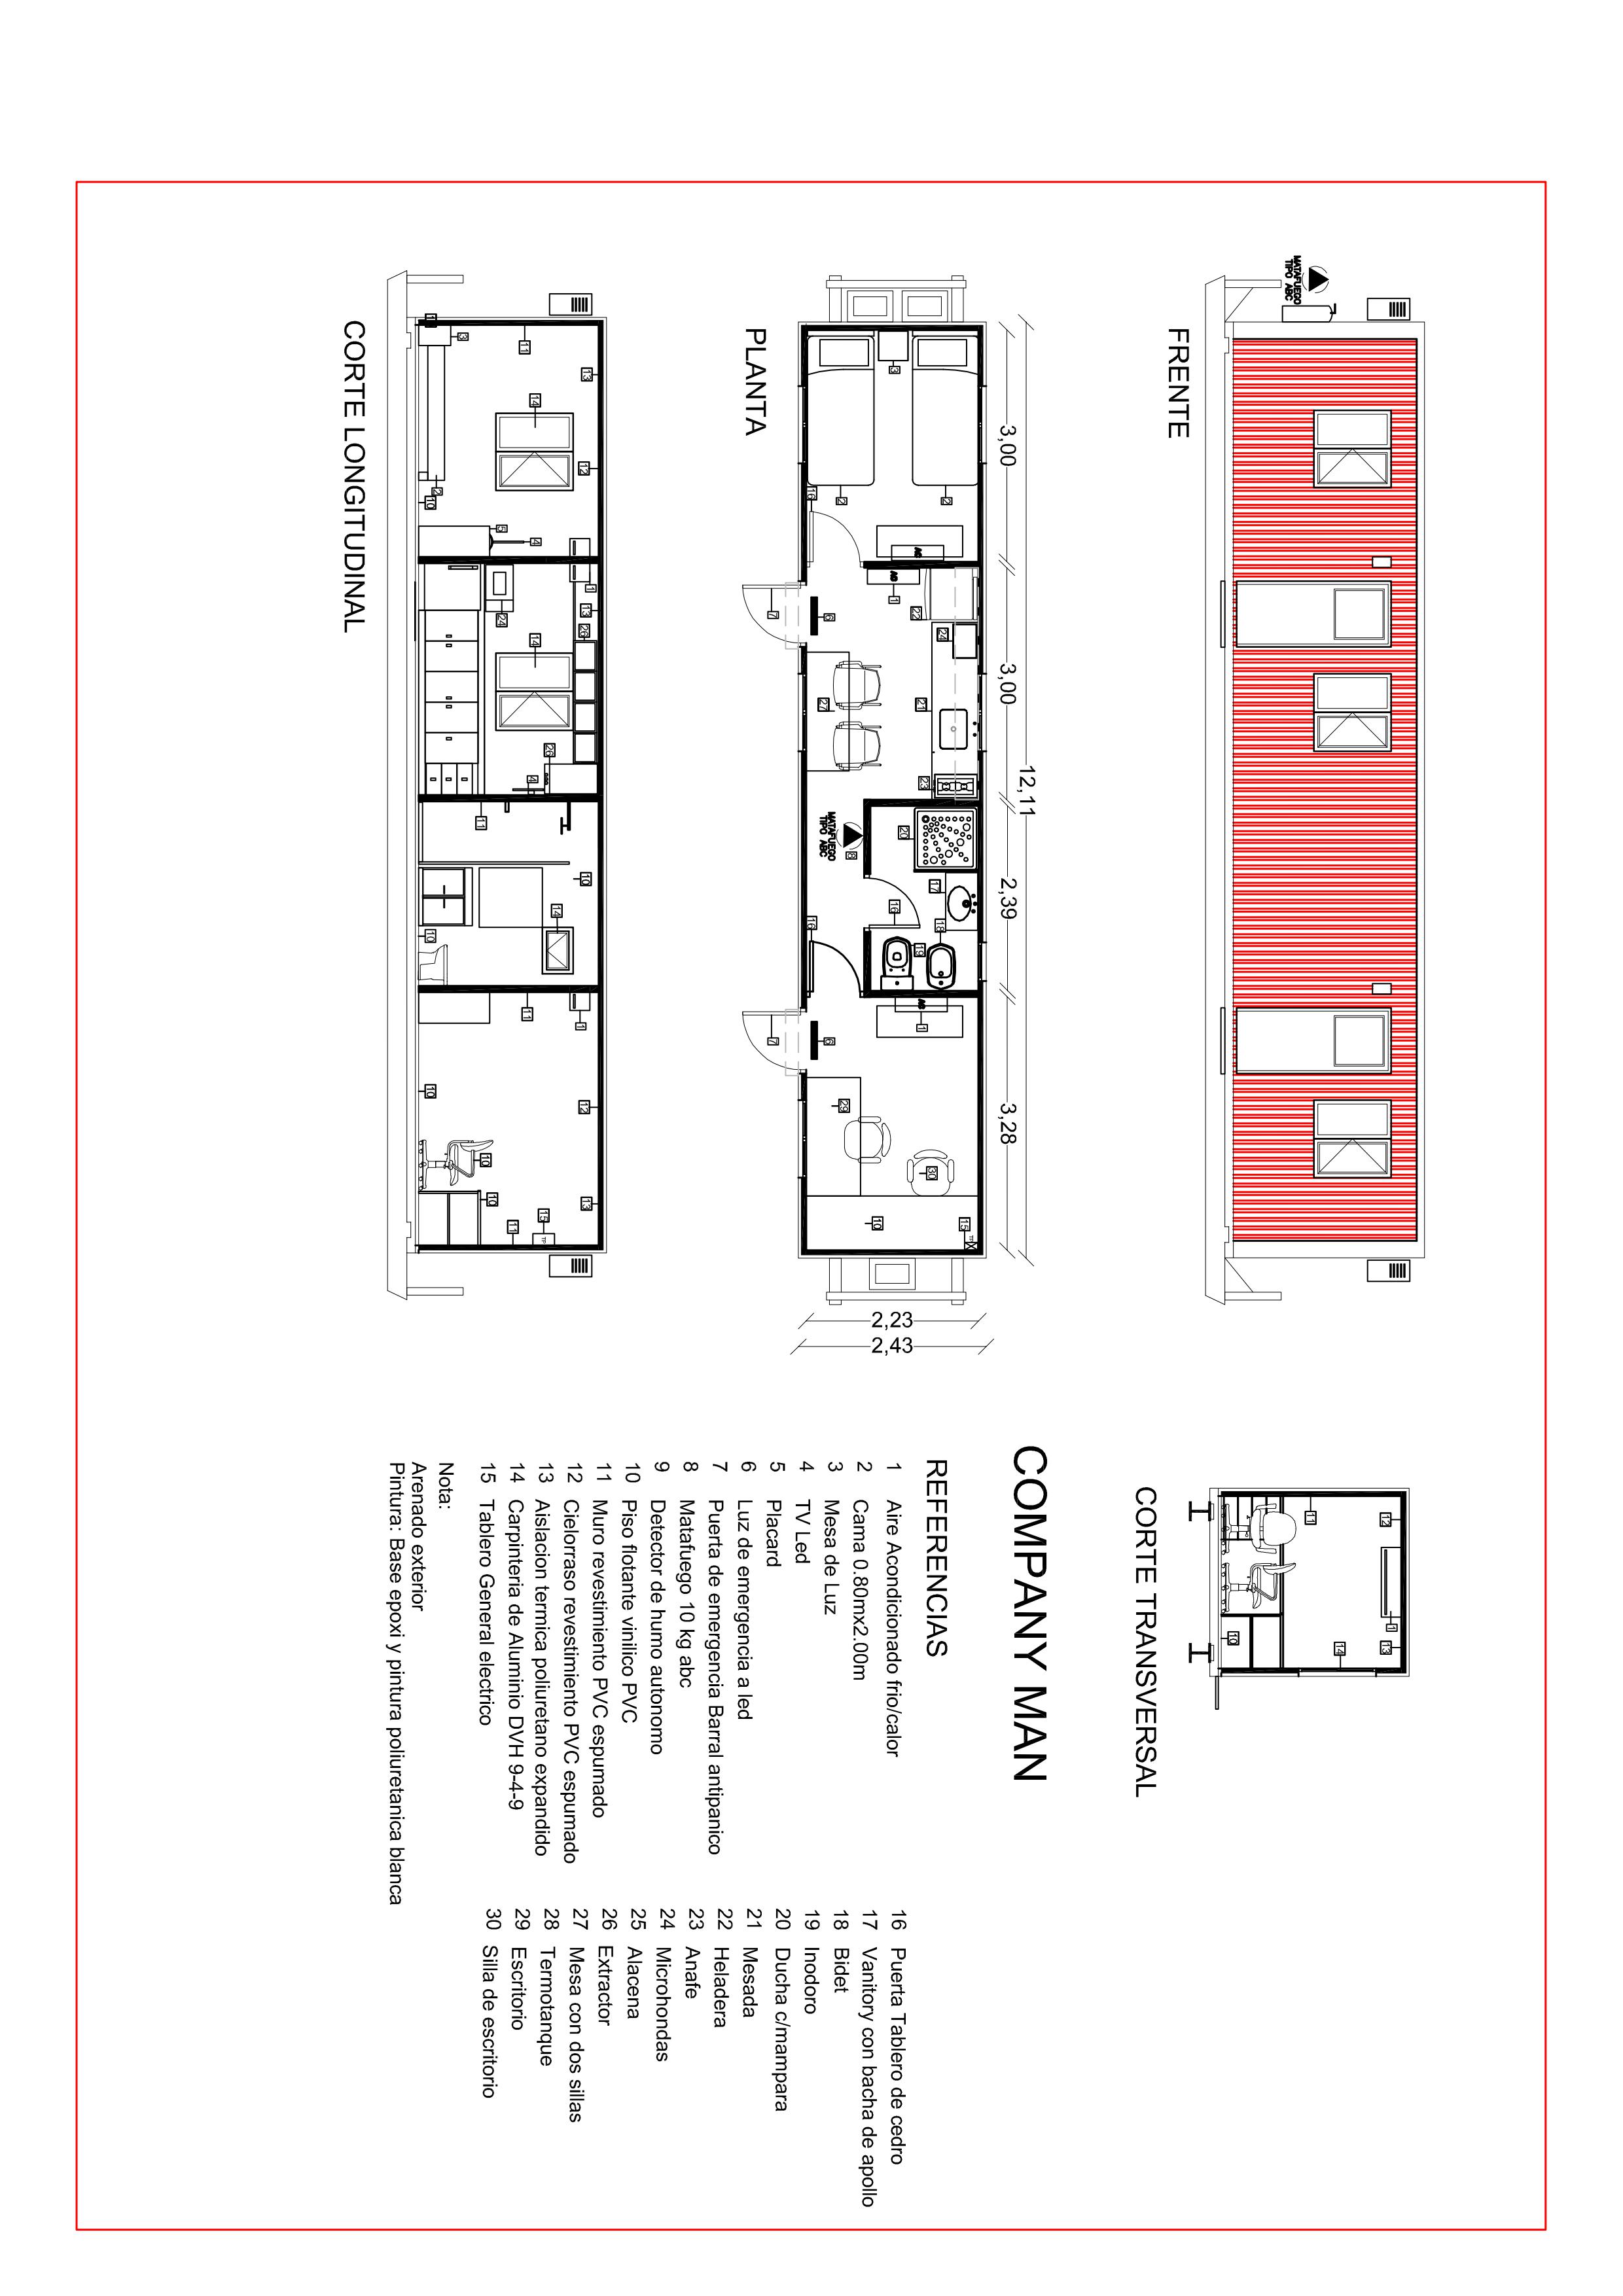 MATAFUEGO
TIPO ABC
FRENTE
12 1 13
14
11
10
CORTE TRANSVERSAL
12,11
3,00 3,00 2,39 3,28
2,23
2,43
2
3
2
16
AC
AC
1
22
24
21
23
6
27
7
20
17
18
19
16
8
MATAFUEGO
TIPO ABC
16
AC
1
6
7
29
30
15
TP
10
PLANTA
COMPANY MAN
REFERENCIAS
1 Aire Acondicionado frio/calor
2 Cama 0.80mx2.00m
3 Mesa de Luz
4 TV Led
5 Placard
6 Luz de emergencia a led
7 Puerta de emergencia Barral antipanico
8 Matafuego 10 kg abc
9 Detector de humo autonomo
10 Piso flotante vinilico PVC
11 Muro revestimiento PVC espumado
12 Cielorraso revestimiento PVC espumado
13 Aislacion termica poliuretano expandido
14 Carpinteria de Aluminio DVH 9-4-9
15 Tablero General electrico
16 Puerta Tablero de cedro
17 Vanitory con bacha de apollo
18 Bidet
19 Inodoro
20 Ducha c/mampara
21 Mesada
22 Heladera
23 Anafe
24 Microhondas
25 Alacena
26 Extractor
27 Mesa con dos sillas
28 Termotanque
29 Escritorio
30 Silla de escritorio
Nota:
Arenado exterior
Pintura: Base epoxi y pintura poliuretanica blanca
13 12 1 13 26 10 1 12 13
14 14 26 14 15 TP
11 4 4 11 11
5 24 11 10 10
3
2 10 10 10
CORTE LONGITUDINAL